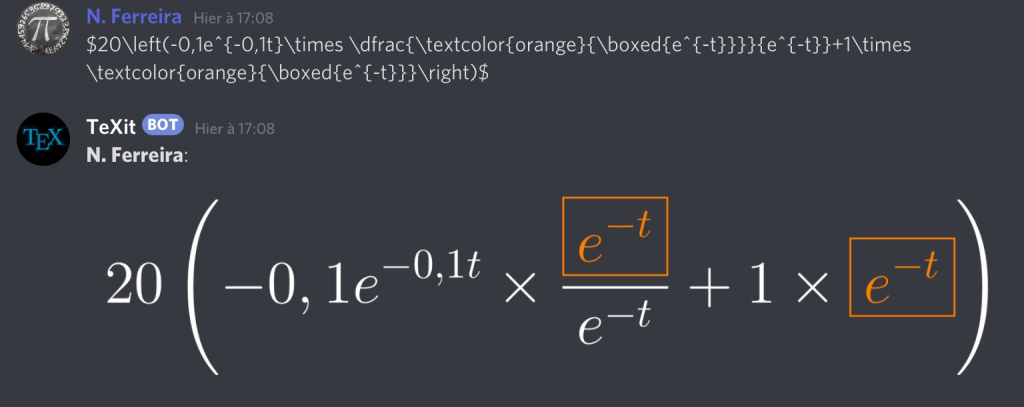 N. Ferreira Hier à 17:08
$20\left(-0,1e^{-0,1t}\times \dfrac{\textcolor{orange}{\boxed{e^{-t}}}}{e^{-t}}+1\times
\textcolor{orange}{\boxed{e^{-t}}}\right)$
TeXit BOT Hier à 17:08
TEX
N. Ferreira:
20 ( −0, 1e^{−0,1t} × e^{−t} / e^{−t} + 1 × e^{−t} )